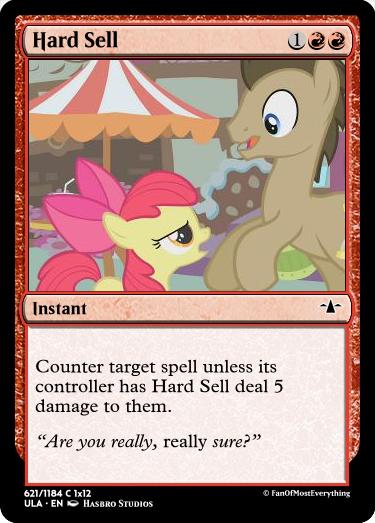 Hard Sell 1
Instant
Counter target spell unless its
controller has Hard Sell deal 5
damage to them.
“Are you really, really sure?”
621/1184 C 1x12
ULA • EN Hasbro Studios © FanOfMostEverything